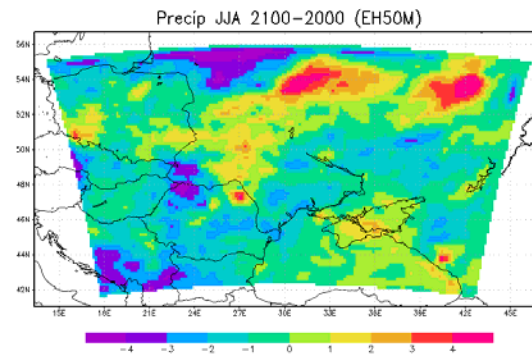 Precip JJA 2100-2000 (EH50M)
56N
54N
52N
50N
48N
46N
44N
42N
15E 18E 21E 24E 27E 30E 33E 36E 39E 42E 45E
-4 -3 -2 -1 0 1 2 3 4